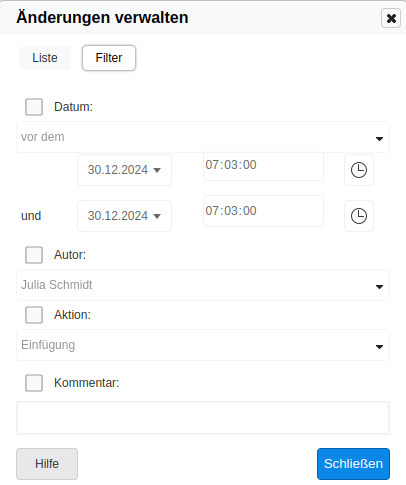 Änderungen verwalten
Liste Filter
Datum:
vor dem
30.12.2024 07:03:00
und 30.12.2024 07:03:00
Autor:
Julia Schmidt
Aktion:
Einfügung
Kommentar:
Hilfe Schließen